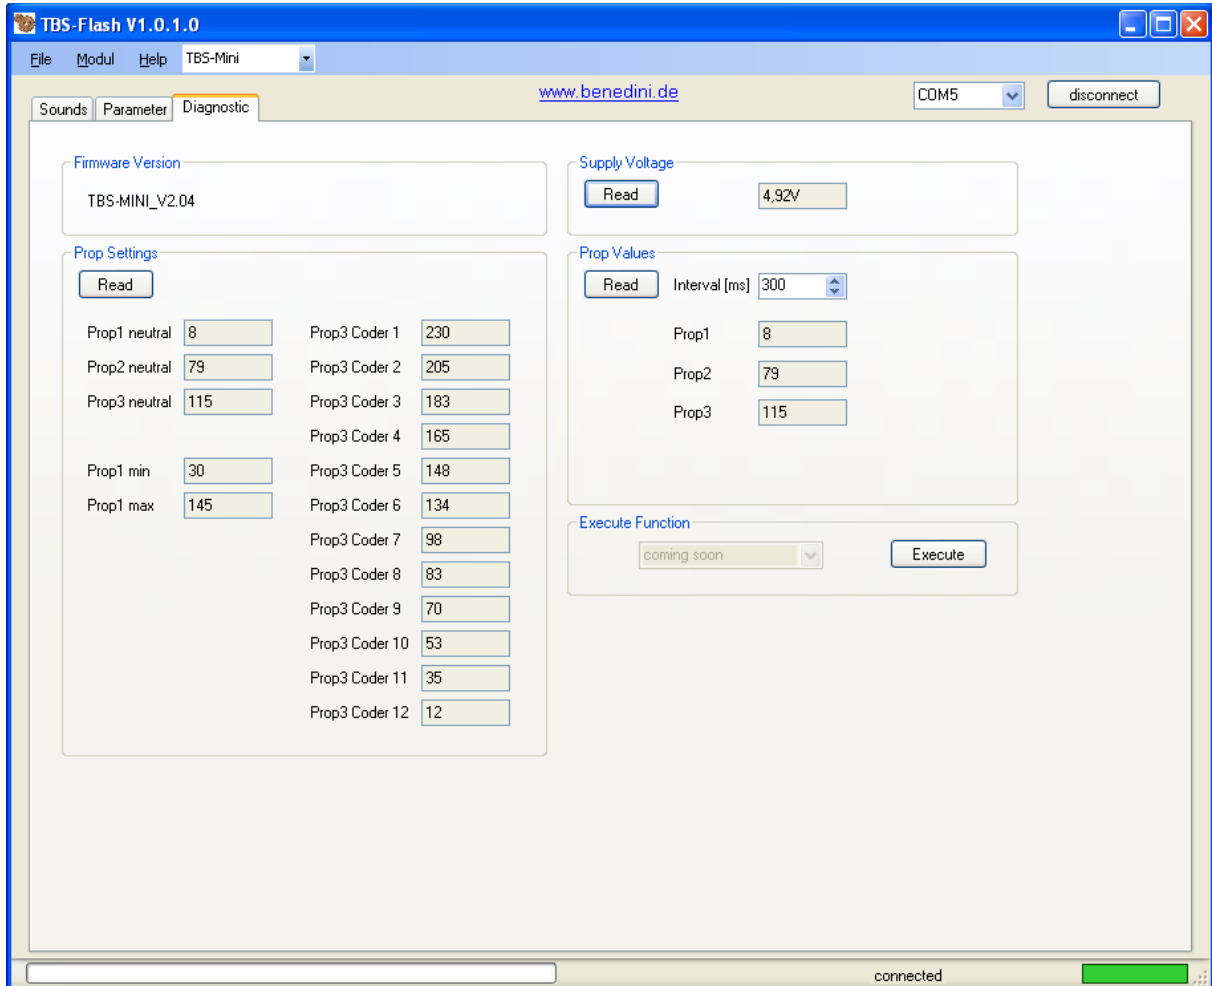 TBS-Flash V1.0.1.0
File Modul Help TBS-Mini
www.benedini.de
COM5 disconnect
Sounds Parameter Diagnostic
Firmware Version
TBS-MINI_V2.04
Supply Voltage
Read 4,92V
Prop Settings
Read
Prop1 neutral 8 Prop3 Coder 1 230
Prop2 neutral 79 Prop3 Coder 2 205
Prop3 neutral 115 Prop3 Coder 3 183
Prop3 Coder 4 165
Prop1 min 30 Prop3 Coder 5 148
Prop1 max 145 Prop3 Coder 6 134
Prop3 Coder 7 98
Prop3 Coder 8 83
Prop3 Coder 9 70
Prop3 Coder 10 53
Prop3 Coder 11 35
Prop3 Coder 12 12
Prop Values
Read Interval [ms] 300
Prop1 8
Prop2 79
Prop3 115
Execute Function
coming soon Execute
connected